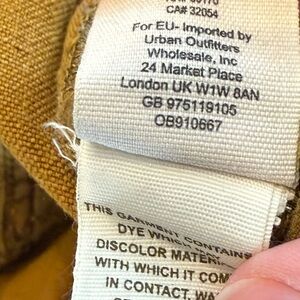 CA# 32054
For EU- Imported by
Urban Outfitters
Wholesale, Inc
24 Market Place
London UK W1W 8AN
GB 975119105
OB910667
THIS GARMENT CONTAINS
DYE WHICH
DISCOLOR
WITH WHICH IT
IN CONTACT,